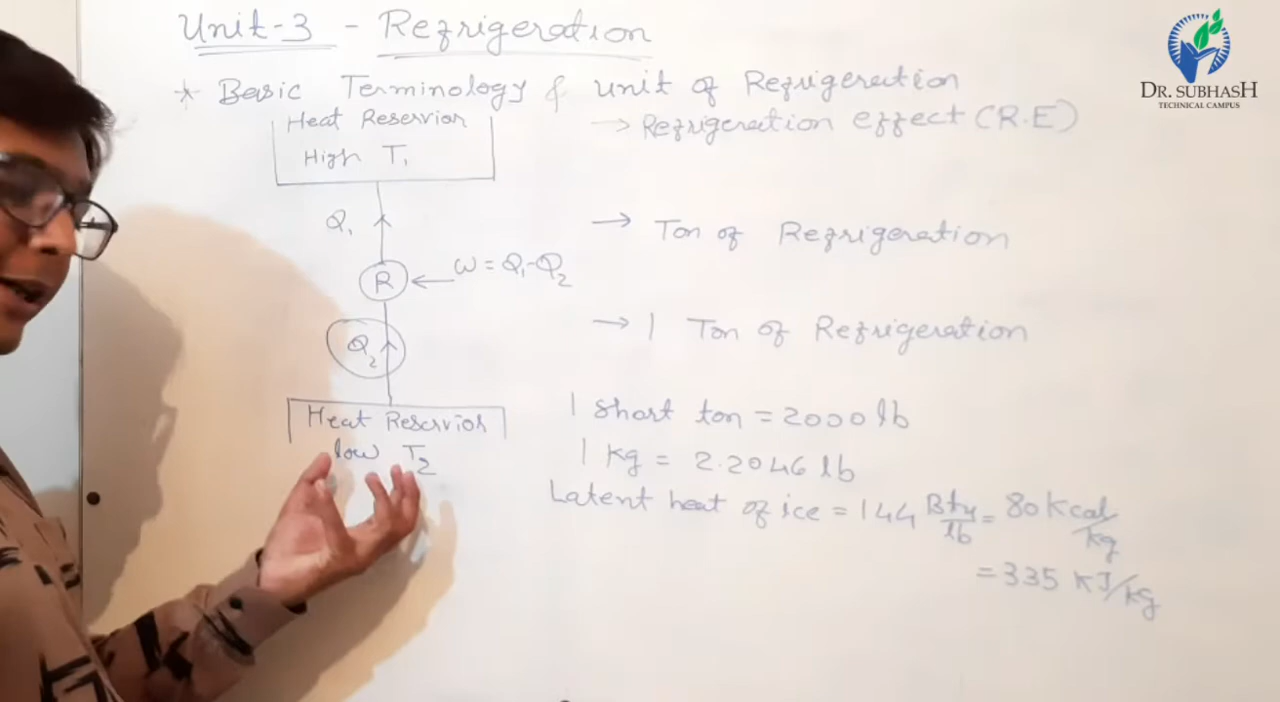 Unit-3 - Refrigeration
* Basic Terminology & unit of Refrigeration
Heat Reservior
High T1
Q1
R
W = Q1-Q2
Q2
Heat Reservior
low T2
→ Refrigeration effect (R.E)
→ Ton of Refrigeration
→ 1 Ton of Refrigeration
1 short ton = 2000 lb
1 kg = 2.2046 lb
Latent heat of ice = 144 Btu/lb = 80 Kcal/kg
= 335 KJ/kg
DR. SUBHASH
TECHNICAL CAMPUS